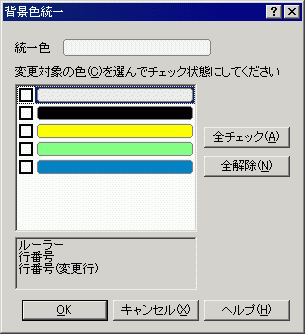 背景色統一
統一色
変更対象の色(C)を選んでチェック状態にしてください
全チェック(A)
全解除(N)
ルーラー
行番号
行番号(変更行)
OK
キャンセル(X)
ヘルプ(H)